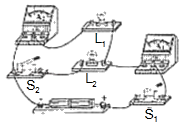 L₁
L₂
S₂
S₁
+